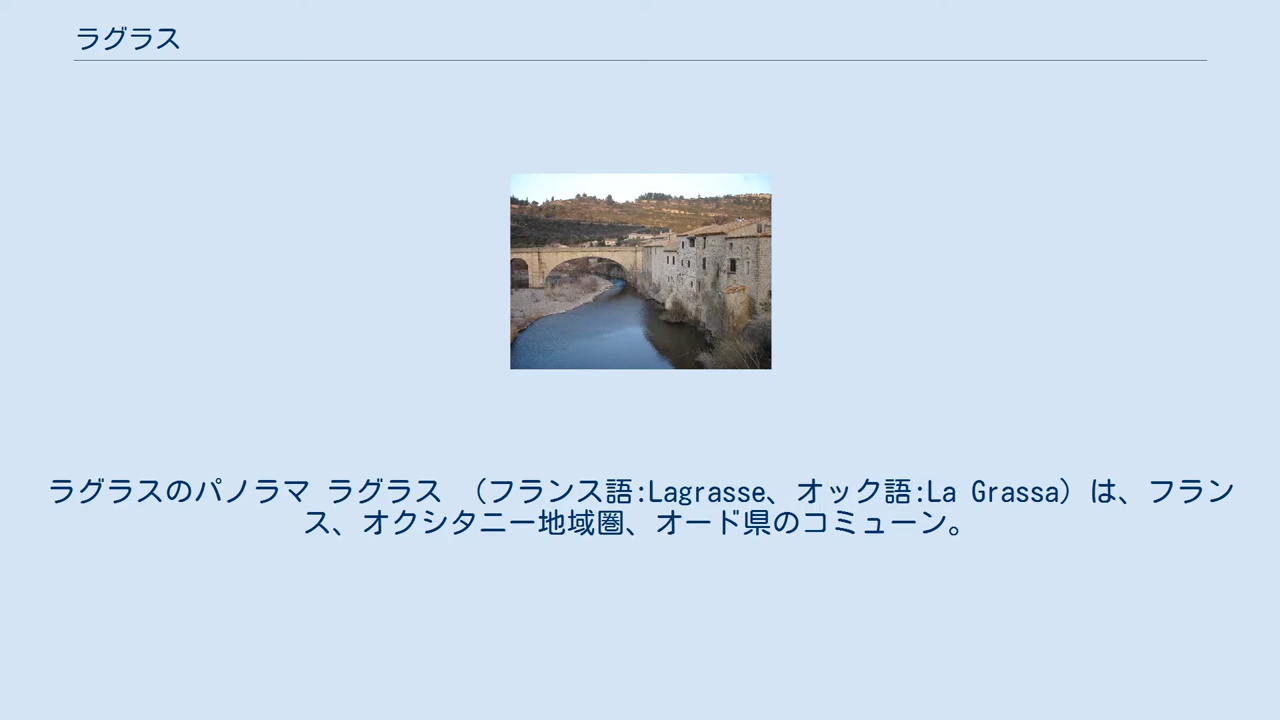 ラグラス
ラグラスのパノラマ ラグラス （フランス語:Lagrasse、オック語:La Grassa）は、フラン
ス、オクシタニー地域圏、オード県のコミューン。